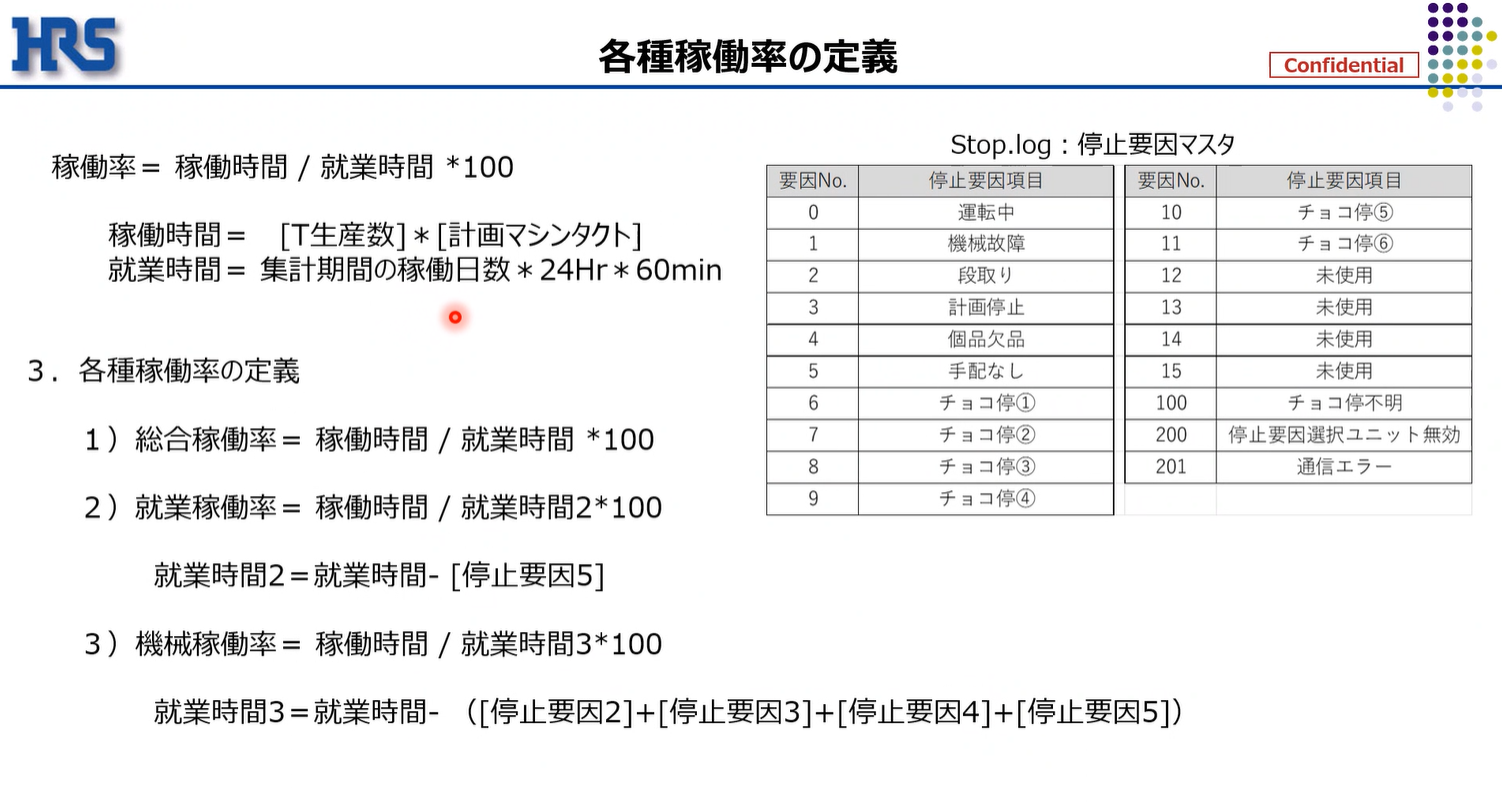 HRS
各種稼働率の定義
Confidential
稼働率＝ 稼働時間 / 就業時間 *100
稼働時間＝ [T生産数]＊[計画マシンタクト]
就業時間＝ 集計期間の稼働日数＊24Hr＊60min
３．各種稼働率の定義
１）総合稼働率＝ 稼働時間 / 就業時間 *100
２）就業稼働率＝ 稼働時間 / 就業時間2*100
就業時間2＝就業時間- [停止要因5]
３）機械稼働率＝ 稼働時間 / 就業時間3*100
就業時間3＝就業時間- （[停止要因2]+[停止要因3]+[停止要因4]+[停止要因5]）
Stop.log：停止要因マスタ
要因No. 停止要因項目 要因No. 停止要因項目
0 運転中 10 チョコ停⑤
1 機械故障 11 チョコ停⑥
2 段取り 12 未使用
3 計画停止 13 未使用
4 個品欠品 14 未使用
5 手配なし 15 未使用
6 チョコ停① 100 チョコ停不明
7 チョコ停② 200 停止要因選択ユニット無効
8 チョコ停③ 201 通信エラー
9 チョコ停④